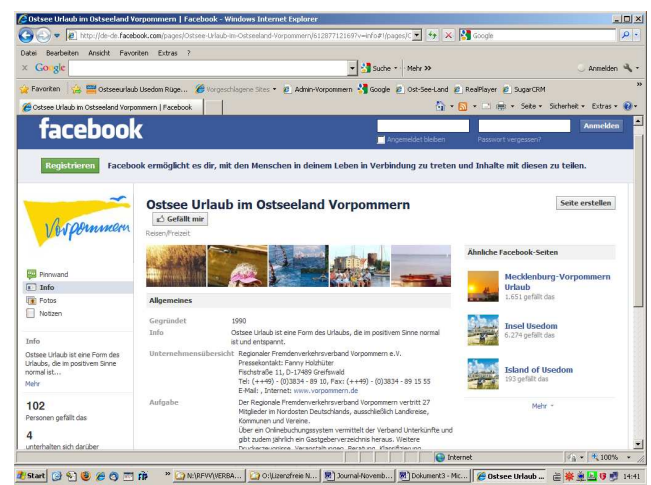 Ostsee Urlaub im Ostseeland Vorpommern | Facebook - Windows Internet Explorer
http://de-de.facebook.com/pages/Ostsee-Urlaub-im-Ostseeland-Vorpommern/61287712169?v=info#!/pages/C
Google
Datei Bearbeiten Ansicht Favoriten Extras ?
× Google Suche Mehr >> Anmelden
Favoriten Ostseeurlaub Usedom Rüge... Vorgeschlagene Sites Admin-Vorpommern Google Ost-See-Land RealPlayer SugarCRM
Ostsee Urlaub im Ostseeland Vorpommern | Facebook Seite Sicherheit Extras
facebook
Anmelden
Angemeldet bleiben Passwort vergessen?
Registrieren Facebook ermöglicht es dir, mit den Menschen in deinem Leben in Verbindung zu treten und Inhalte mit diesen zu teilen.
Vorpommern
Pinnwand
Info
Fotos
Notizen
Info
Ostsee Urlaub ist eine Form des
Urlaubs, die im positivem Sinne
normal ist...
Mehr
102
Personen gefällt das
4
unterhalten sich darüber
Ostsee Urlaub im Ostseeland Vorpommern
Gefällt mir
Reisen/Freizeit
Allgemeines
Gegründet 1990
Info Ostsee Urlaub ist eine Form des Urlaubs, die im positivem Sinne normal
ist und entspannt.
Unternehmensübersicht Regionaler Fremdenverkehrsverband Vorpommern e.V.
Pressekontakt: Fanny Holzhüter
Fischstraße 11, D-17489 Greifswald
Tel: (++49) - (0)3834 - 89 10, Fax: (++49) - (0)3834 - 89 15 55
E-Mail: , Internet: www.vorpommern.de
Aufgabe Der Regionale Fremdenverkehrsverband Vorpommern vertritt 27
Mitglieder im Nordosten Deutschlands, ausschließlich Landkreise,
Kommunen und Vereine.
Über ein Onlinebuchungssystem vermittelt der Verband Unterkünfte und
gibt zudem jährlich ein Gastgeberverzeichnis heraus. Weitere
Druckerzeugnisse, Veranstaltungen, Beratung, Klassifizierung
Seite erstellen
Ähnliche Facebook-Seiten
Mecklenburg-Vorpommern
Urlaub
1.651 gefällt das
Insel Usedom
6.274 gefällt das
Island of Usedom
193 gefällt das
Mehr
Internet 100%
Start N:\RFVV\VERBA... O:\Lizenzfreie N... Journal-Novemb... Dokument3 - Mic... Ostsee Urlaub ... 14:41